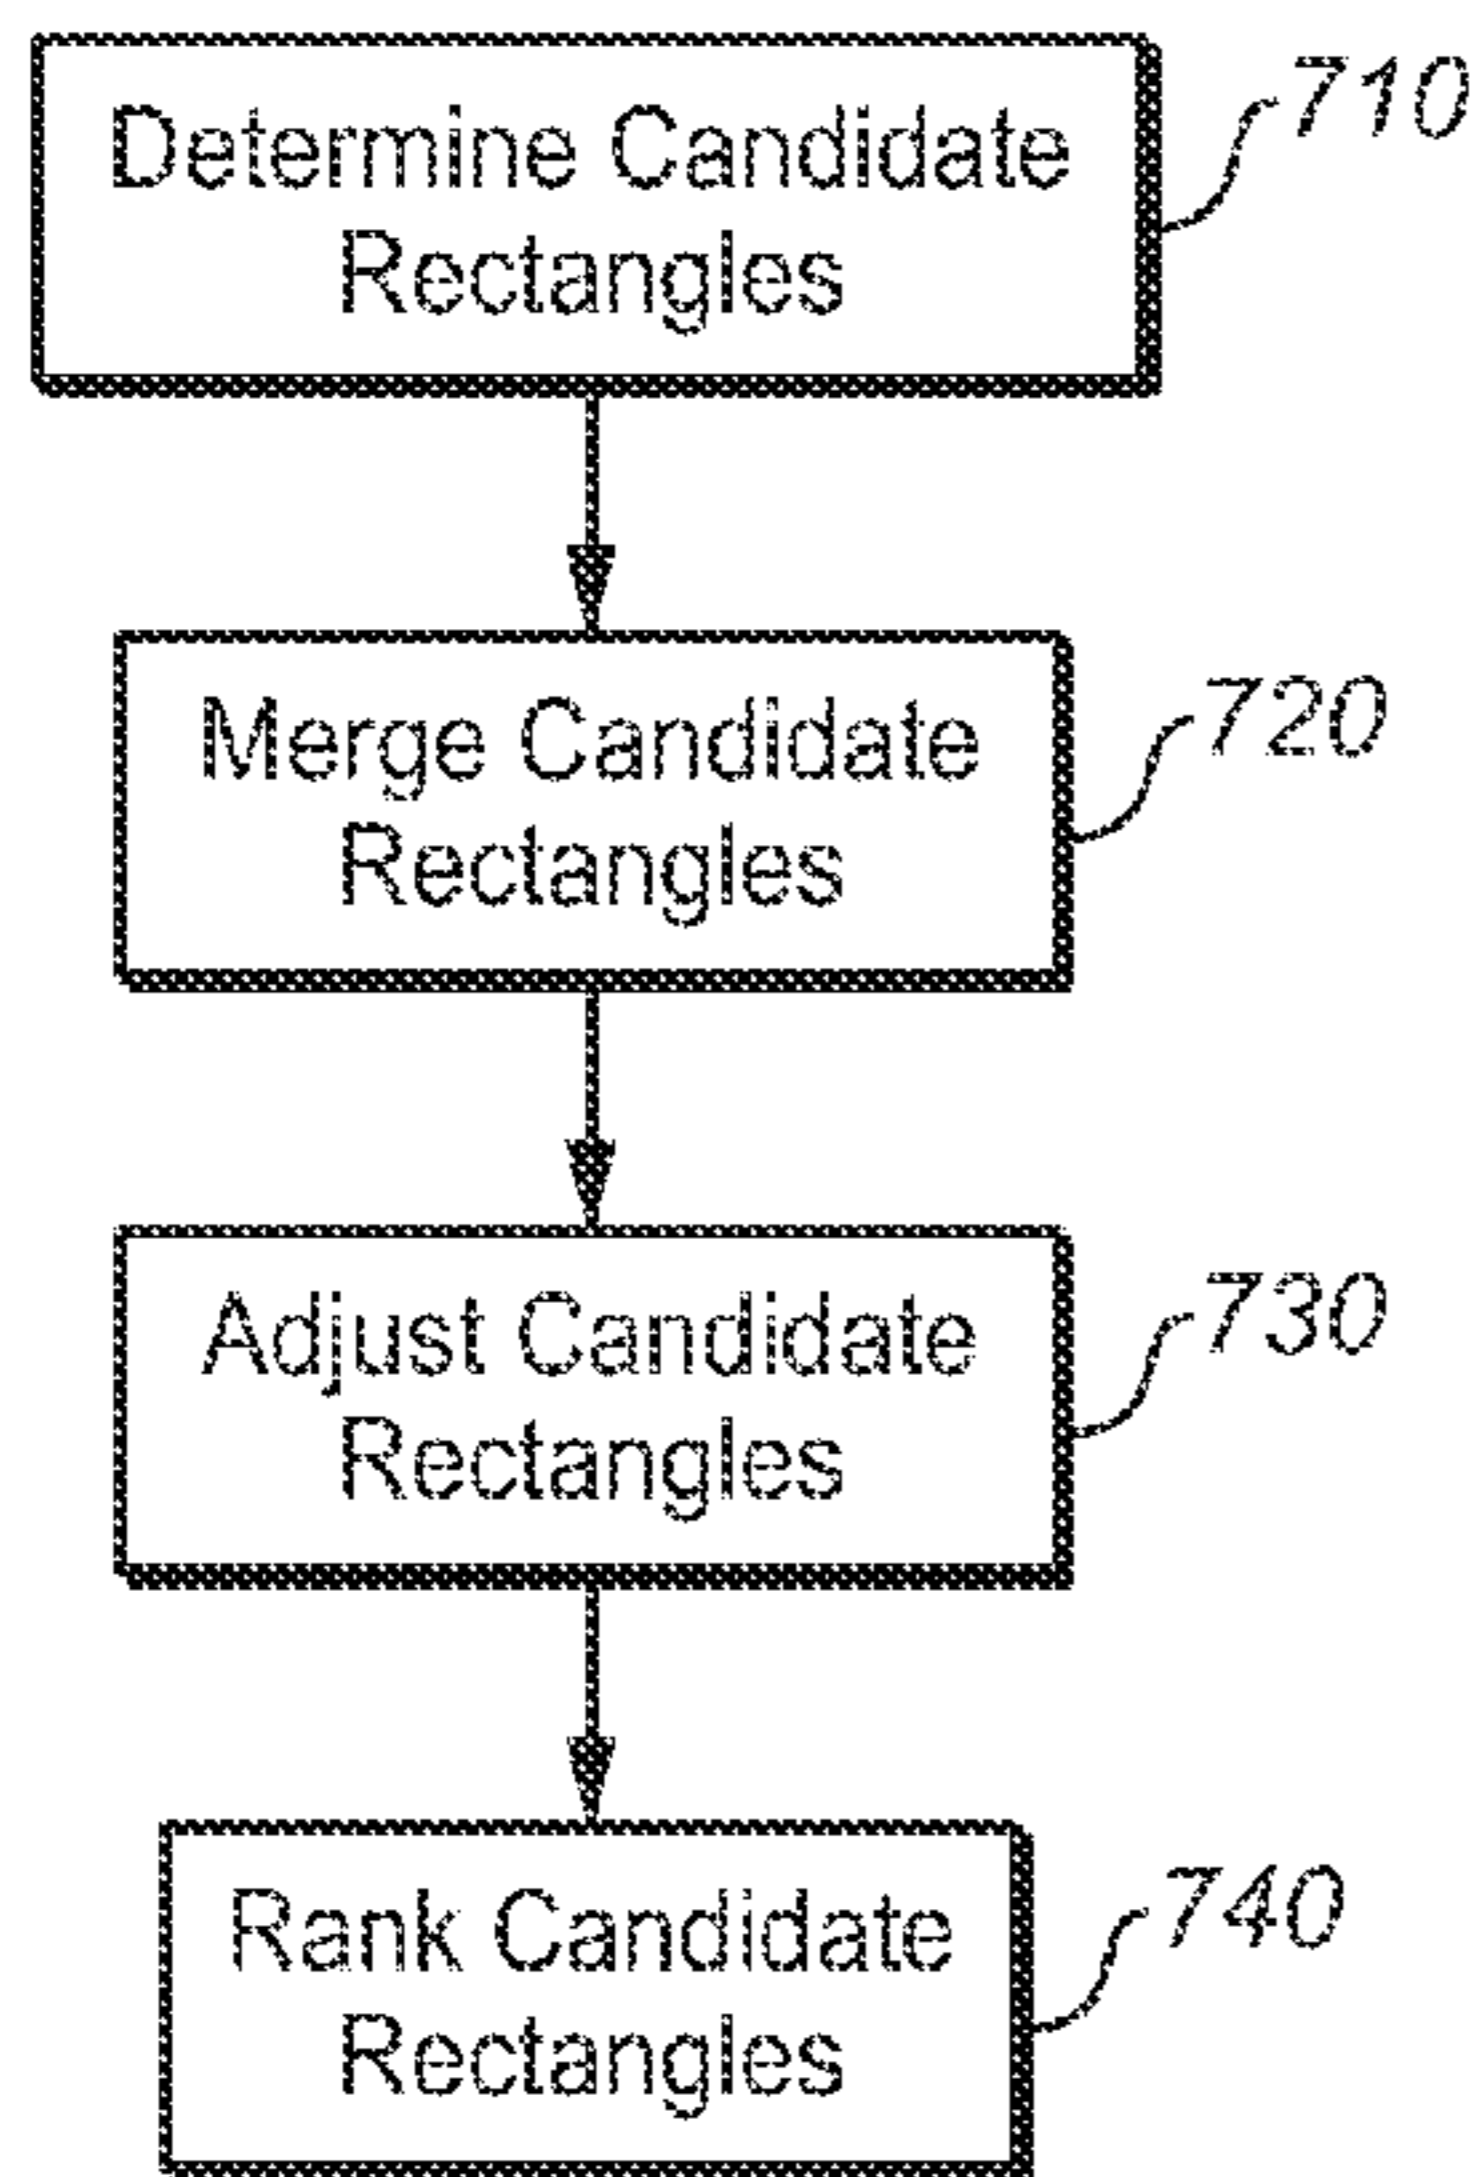 Determine Candidate
Rectangles
710
Merge Candidate
Rectangles
720
Adjust Candidate
Rectangles
730
Rank Candidate
Rectangles
740